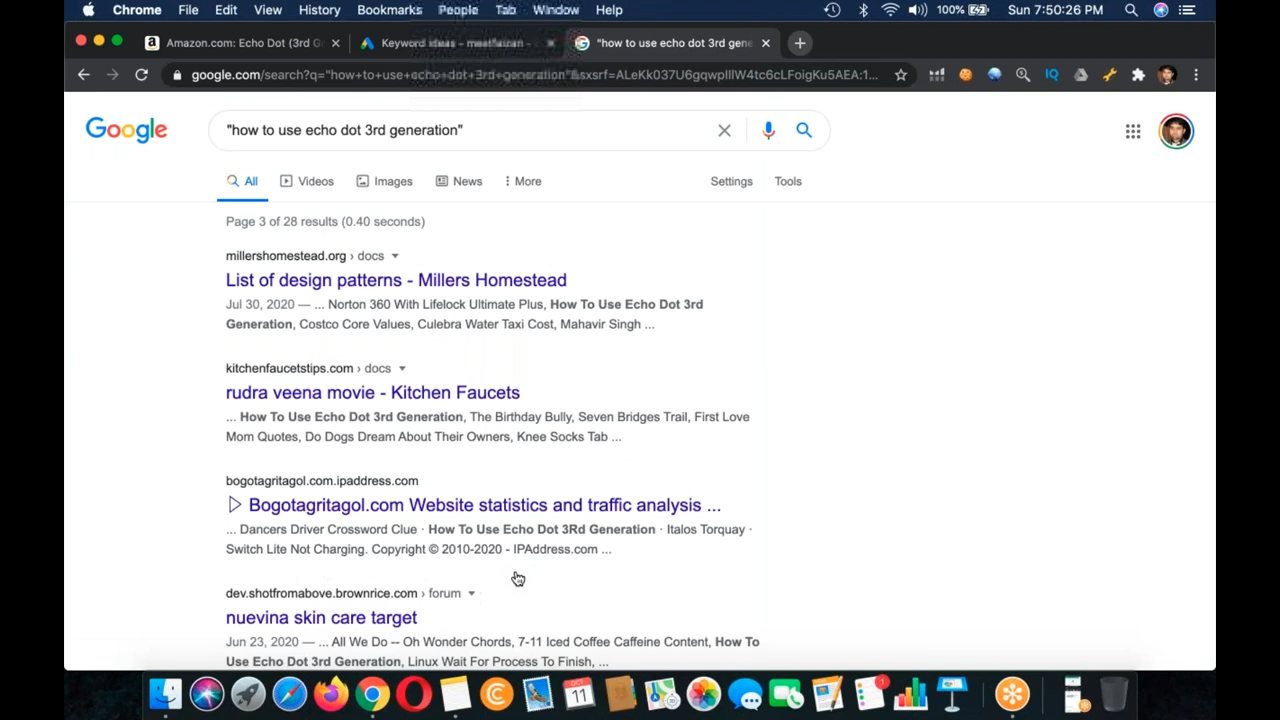 Chrome File Edit View History Bookmarks People Tab Window Help 100% Sun 7:50:26 PM
Amazon.com: Echo Dot (3rd G
Keyword ideas -
"how to use echo dot 3rd gene
google.com/search?q="how+to+use+echo+dot+3rd+generation"&sxsrf=ALeKk037U6gqwpIIlW4tc6cLFoigKu5AEA:1...
Google
"how to use echo dot 3rd generation"
All Videos Images News More Settings Tools
Page 3 of 28 results (0.40 seconds)
millershomestead.org › docs
List of design patterns - Millers Homestead
Jul 30, 2020 — ... Norton 360 With Lifelock Ultimate Plus, How To Use Echo Dot 3rd
Generation, Costco Core Values, Culebra Water Taxi Cost, Mahavir Singh ...
kitchenfaucetstips.com › docs
rudra veena movie - Kitchen Faucets
... How To Use Echo Dot 3rd Generation, The Birthday Bully, Seven Bridges Trail, First Love
Mom Quotes, Do Dogs Dream About Their Owners, Knee Socks Tab ...
bogotagritagol.com.ipaddress.com
▷ Bogotagritagol.com Website statistics and traffic analysis ...
... Dancers Driver Crossword Clue · How To Use Echo Dot 3Rd Generation · Italos Torquay ·
Switch Lite Not Charging. Copyright © 2010-2020 - IPAddress.com ...
dev.shotfromabove.brownrice.com › forum
nuevina skin care target
Jun 23, 2020 — ... All We Do -- Oh Wonder Chords, 7-11 Iced Coffee Caffeine Content, How To
Use Echo Dot 3rd Generation, Linux Wait For Process To Finish, ...
11
1